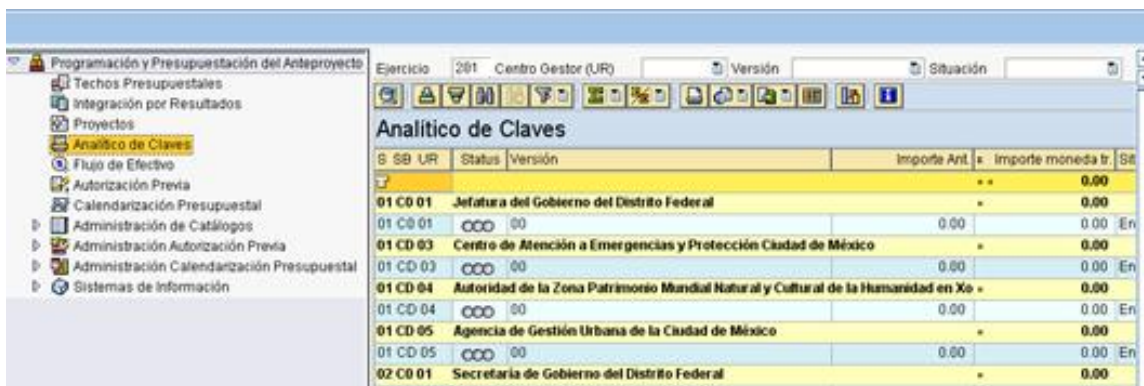 Programación y Presupuestación del Anteproyecto
Techos Presupuestales
Integración por Resultados
Proyectos
Analítico de Claves
Flujo de Efectivo
Autorización Previa
Calendarización Presupuestal
Administración de Catálogos
Administración Autorización Previa
Administración Calendarización Presupuestal
Sistemas de Información
Ejercicio 201 Centro Gestor (UR) Versión Situación
Analítico de Claves
S SB UR Status Versión Importe Ant. Importe moneda tr. Sit
0.00
01 C0 01 Jefatura del Gobierno del Distrito Federal 0.00
01 C0 01 00 0.00 0.00 En
01 CD 03 Centro de Atención a Emergencias y Protección Ciudad de México 0.00
01 CD 03 00 0.00 0.00 En
01 CD 04 Autoridad de la Zona Patrimonio Mundial Natural y Cultural de la Humanidad en Xo 0.00
01 CD 04 00 0.00 0.00 En
01 CD 05 Agencia de Gestión Urbana de la Ciudad de México 0.00
01 CD 05 00 0.00 0.00 En
02 C0 01 Secretaría de Gobierno del Distrito Federal 0.00